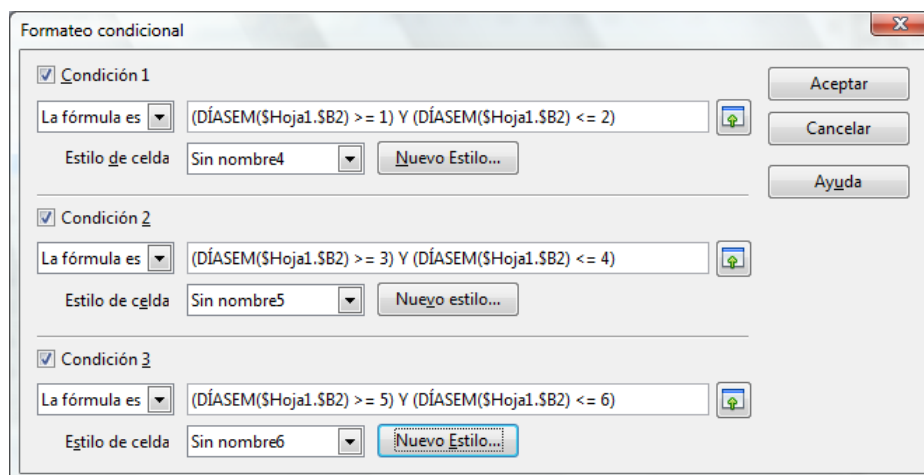 Formateo condicional
Condición 1
Aceptar
La fórmula es (DÍASEM($Hoja1.$B2) >= 1) Y (DÍASEM($Hoja1.$B2) <= 2)
Cancelar
Estilo de celda Sin nombre4 Nuevo Estilo...
Ayuda
Condición 2
La fórmula es (DÍASEM($Hoja1.$B2) >= 3) Y (DÍASEM($Hoja1.$B2) <= 4)
Estilo de celda Sin nombre5 Nuevo estilo...
Condición 3
La fórmula es (DÍASEM($Hoja1.$B2) >= 5) Y (DÍASEM($Hoja1.$B2) <= 6)
Estilo de celda Sin nombre6 Nuevo Estilo...